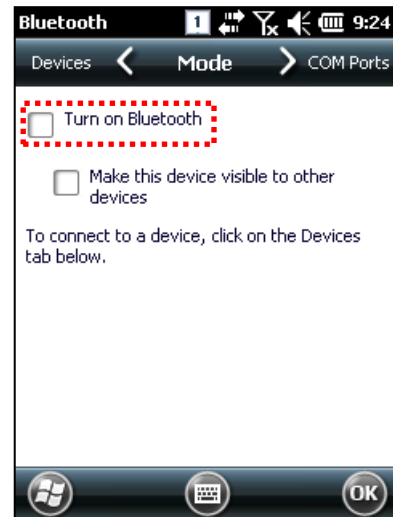 Bluetooth 1 9:24
Devices Mode COM Ports
Turn on Bluetooth
Make this device visible to other
devices
To connect to a device, click on the Devices
tab below.
OK